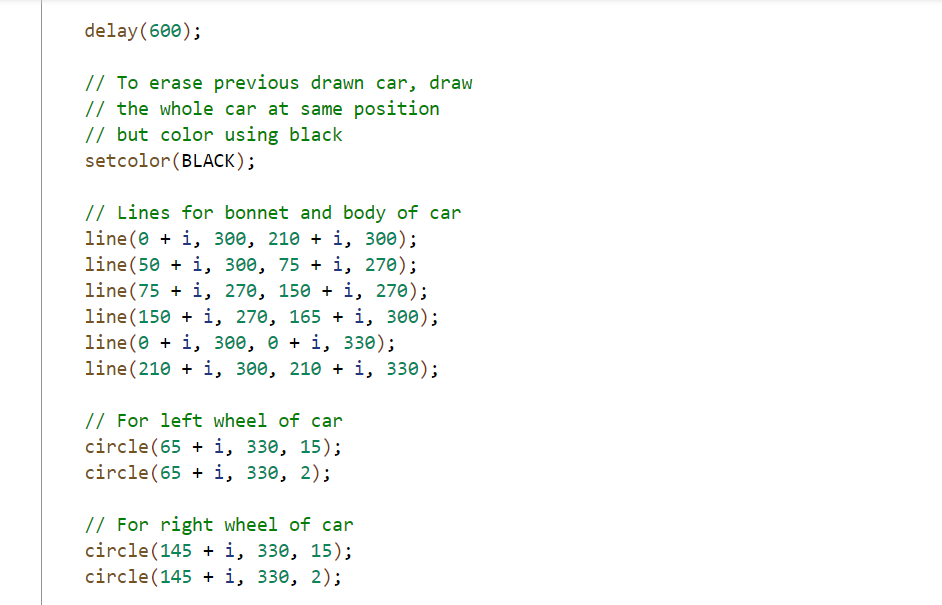 delay(600);
// To erase previous drawn car, draw
// the whole car at same position
// but color using black
setcolor(BLACK);
// Lines for bonnet and body of car
line(0 + i, 300, 210 + i, 300);
line(50 + i, 300, 75 + i, 270);
line(75 + i, 270, 150 + i, 270);
line(150 + i, 270, 165 + i, 300);
line(0 + i, 300, 0 + i, 330);
line(210 + i, 300, 210 + i, 330);
// For left wheel of car
circle(65 + i, 330, 15);
circle(65 + i, 330, 2);
// For right wheel of car
circle(145 + i, 330, 15);
circle(145 + i, 330, 2);